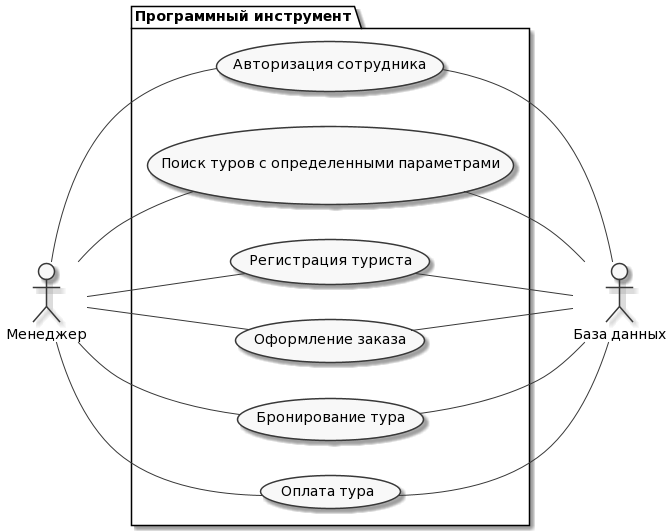 Программный инструмент
Авторизация сотрудника
Поиск туров с определенными параметрами
Регистрация туриста
Менеджер
База данных
Оформление заказа
Бронирование тура
Оплата тура